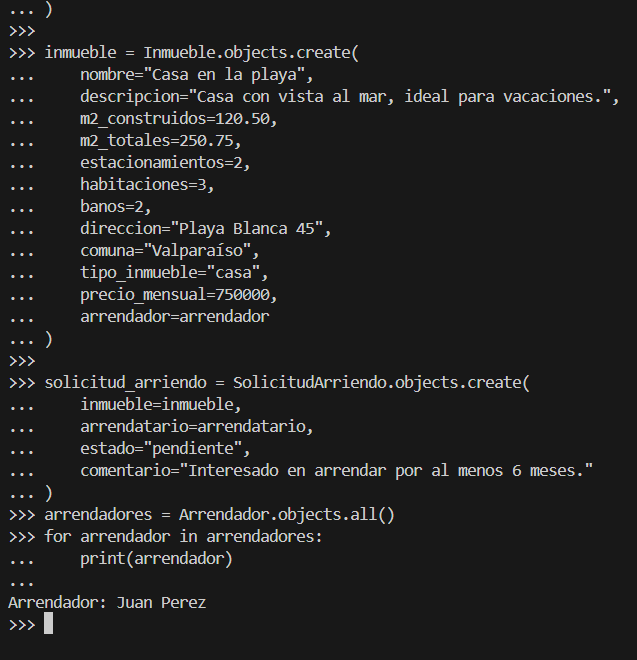 ... )
>>>
>>> inmueble = Inmueble.objects.create(
...     nombre="Casa en la playa",
...     descripcion="Casa con vista al mar, ideal para vacaciones.",
...     m2_construidos=120.50,
...     m2_totales=250.75,
...     estacionamientos=2,
...     habitaciones=3,
...     banos=2,
...     direccion="Playa Blanca 45",
...     comuna="Valparaíso",
...     tipo_inmueble="casa",
...     precio_mensual=750000,
...     arrendador=arrendador
... )
>>>
>>> solicitud_arriendo = SolicitudArriendo.objects.create(
...     inmueble=inmueble,
...     arrendatario=arrendatario,
...     estado="pendiente",
...     comentario="Interesado en arrendar por al menos 6 meses."
... )
>>> arrendadores = Arrendador.objects.all()
>>> for arrendador in arrendadores:
...     print(arrendador)
...
Arrendador: Juan Perez
>>>